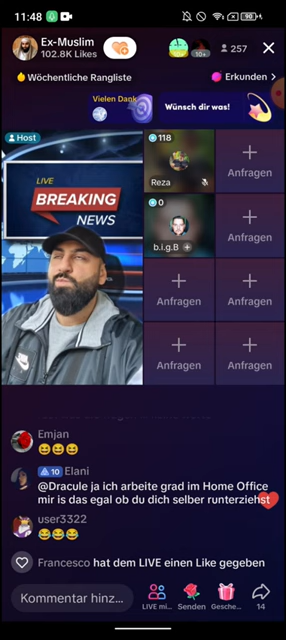 11:48
90
Ex-Muslim
102.8K Likes
10+
257
Wöchentliche Rangliste
Erkunden >
Vielen Dank
Wünsch dir was!
Host
LIVE
BREAKING
NEWS
118
Reza
Anfragen
0
b.i.g.B
Anfragen
Anfragen
Anfragen
Anfragen
Anfragen
Emjan
😆😆😆
10 Elani
@Dracule ja ich arbeite grad im Home Office
mir is das egal ob du dich selber runterziehst
user3322
😂😂😂
Francesco hat dem LIVE einen Like gegeben
Kommentar hinz...
LIVE mi...
Senden
Gesche...
14